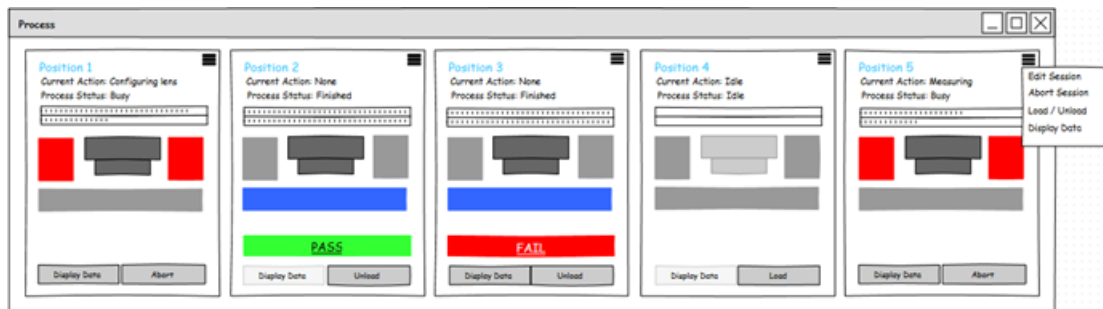 Process
Position 1
Current Action: Configuring lens
Process Status: Busy
Display Data
Abort
Position 2
Current Action: None
Process Status: Finished
PASS
Display Data
Unload
Position 3
Current Action: None
Process Status: Finished
FAIL
Display Data
Unload
Position 4
Current Action: Idle
Process Status: Idle
Display Data
Load
Position 5
Current Action: Measuring
Process Status: Busy
Display Data
Abort
Edit Session
Abort Session
Load / Unload
Display Data